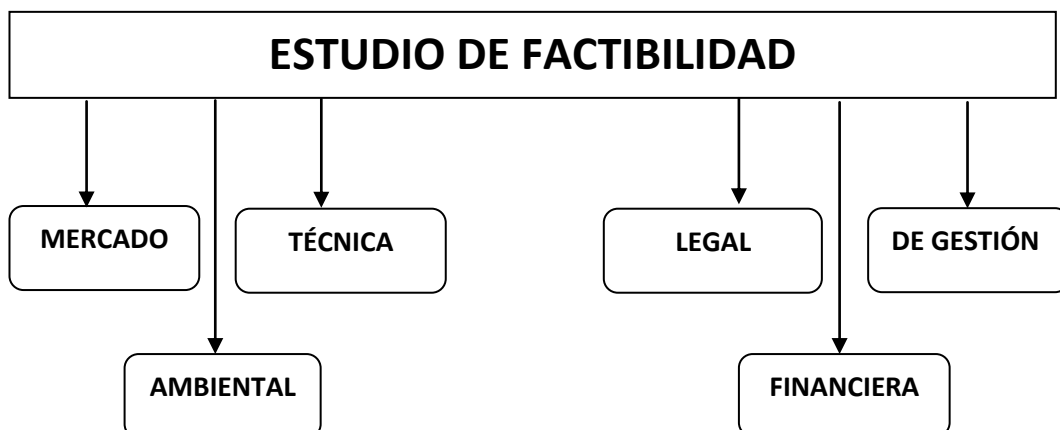 ESTUDIO DE FACTIBILIDAD
MERCADO
TÉCNICA
LEGAL
DE GESTIÓN
AMBIENTAL
FINANCIERA